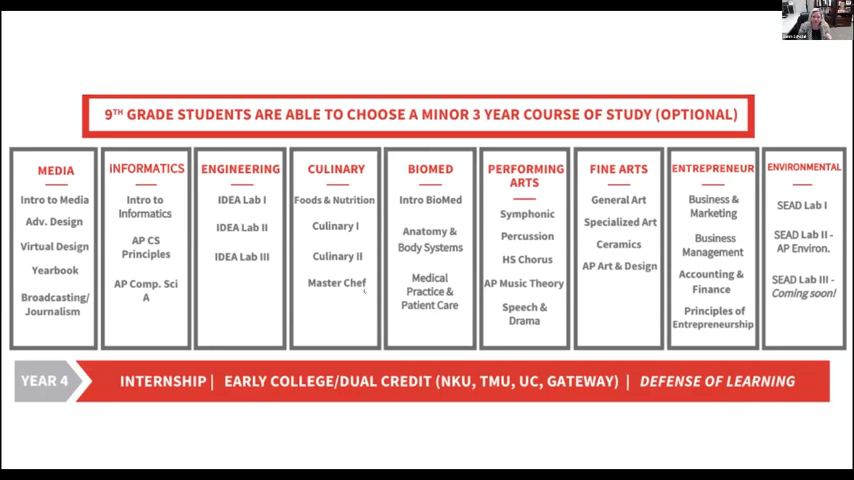 9TH GRADE STUDENTS ARE ABLE TO CHOOSE A MINOR 3 YEAR COURSE OF STUDY (OPTIONAL)
MEDIA
Intro to Media
Adv. Design
Virtual Design
Yearbook
Broadcasting/
Journalism
INFORMATICS
Intro to
Informatics
AP CS
Principles
AP Comp. Sci
A
ENGINEERING
IDEA Lab I
IDEA Lab II
IDEA Lab III
CULINARY
Foods & Nutrition
Culinary I
Culinary II
Master Chef
BIOMED
Intro BioMed
Anatomy &
Body Systems
Medical
Practice &
Patient Care
PERFORMING
ARTS
Symphonic
Percussion
HS Chorus
AP Music Theory
Speech &
Drama
FINE ARTS
General Art
Specialized Art
Ceramics
AP Art & Design
ENTREPRENEUR
Business &
Marketing
Business
Management
Accounting &
Finance
Principles of
Entrepreneurship
ENVIRONMENTAL
SEAD Lab I
SEAD Lab II -
AP Environ.
SEAD Lab III -
Coming soon!
YEAR 4
INTERNSHIP | EARLY COLLEGE/DUAL CREDIT (NKU, TMU, UC, GATEWAY) | DEFENSE OF LEARNING